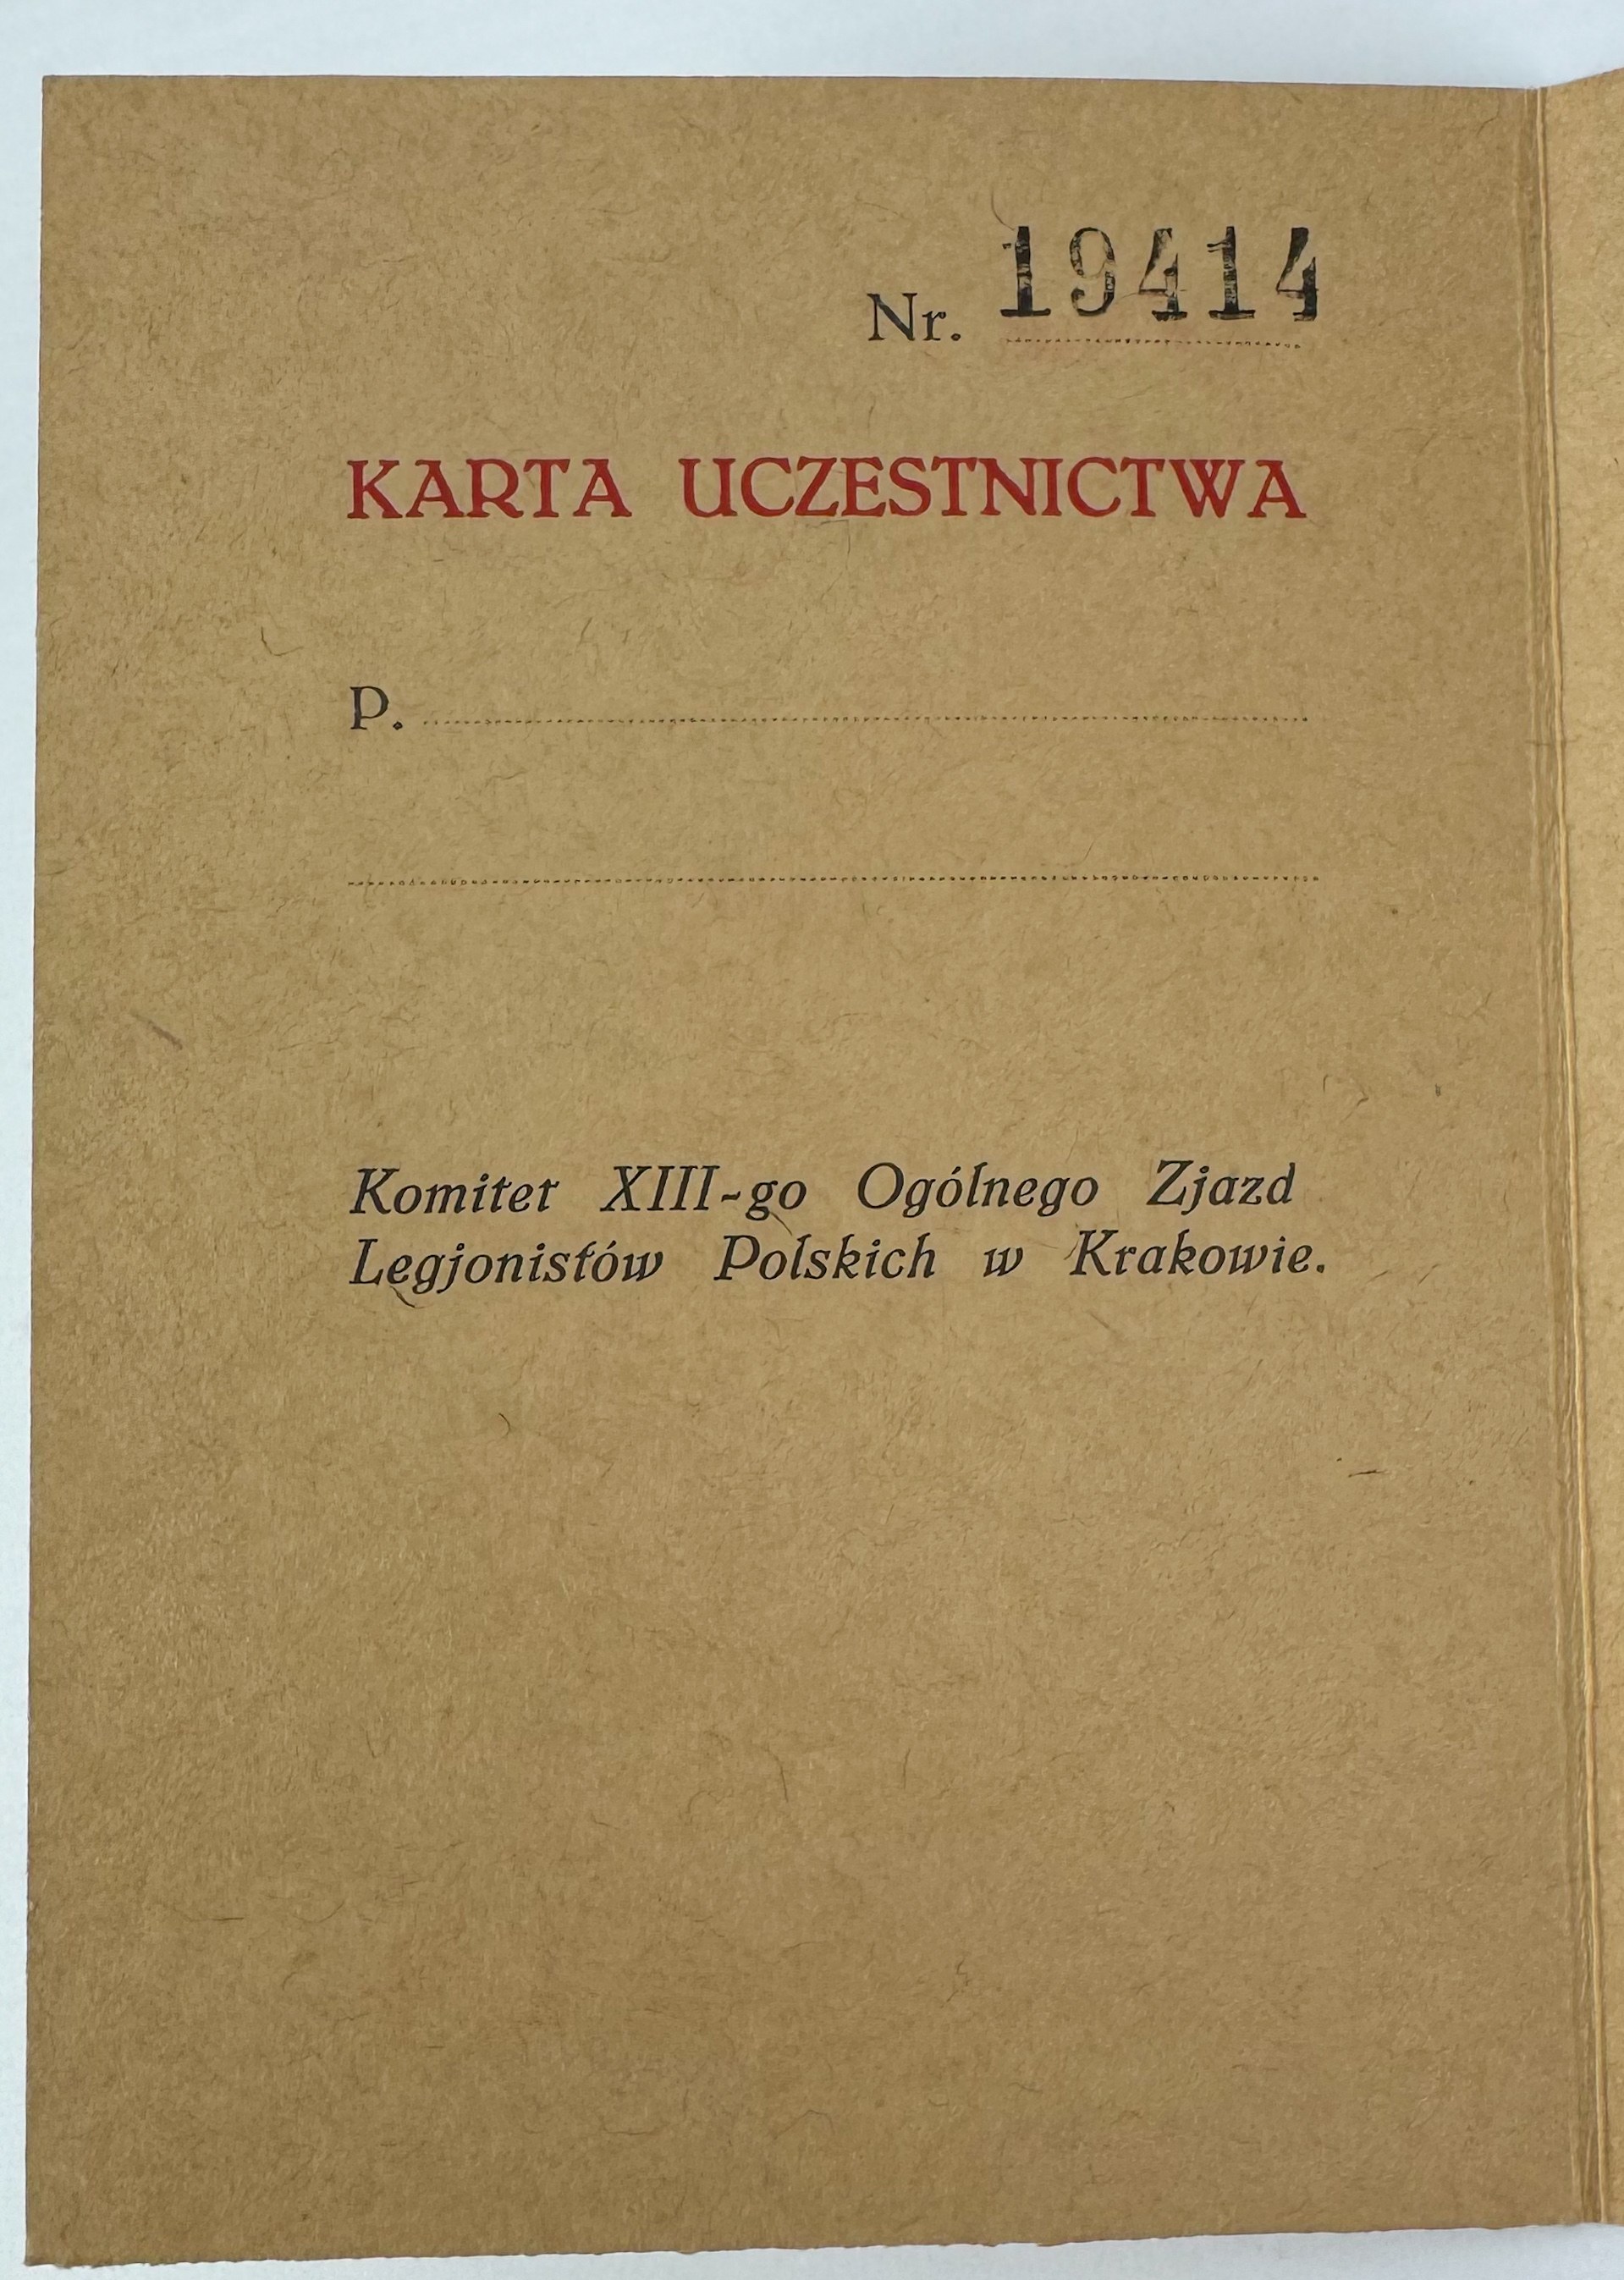 Nr. 19414
KARTA UCZESTNICTWA
P.
Komitet XIII-go Ogólnego Zjazd
Legjonistów Polskich w Krakowie.